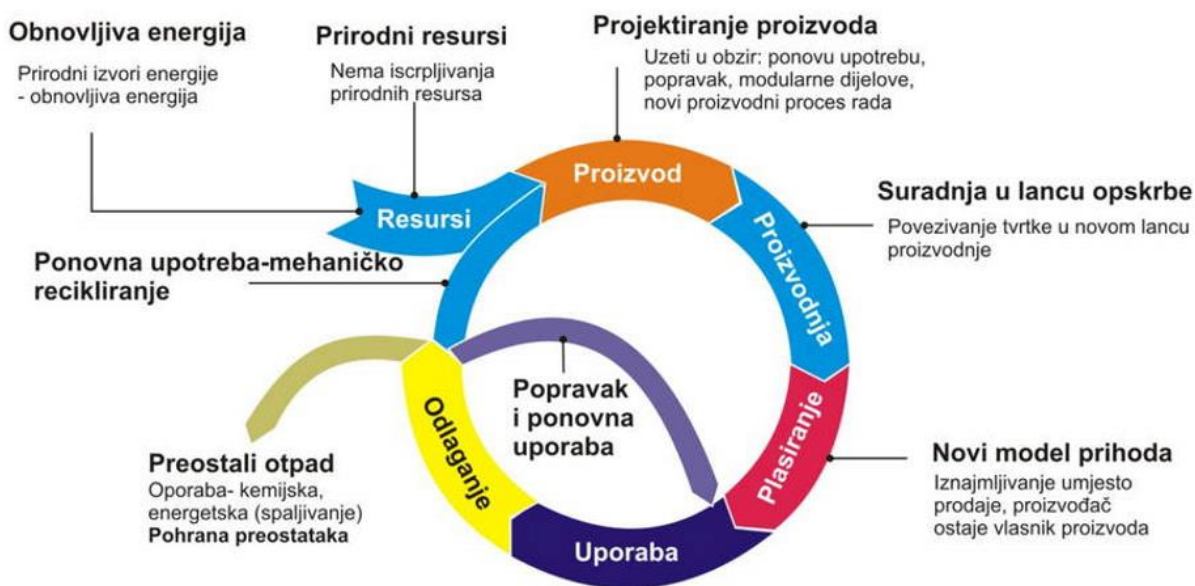 Obnovljiva energija
Prirodni izvori energije
- obnovljiva energija
Prirodni resursi
Nema iscrpljivanja
prirodnih resursa
Projektiranje proizvoda
Uzeti u obzir: ponovu upotrebu,
popravak, modularne dijelove,
novi proizvodni proces rada
Proizvod
Resursi
Proizvodnja
Suradnja u lancu opskrbe
Povezivanje tvrtke u novom lancu
proizvodnje
Ponovna upotreba-mehaničko
recikliranje
Popravak
i ponovna
uporaba
Odlaganje
Plasiranje
Preostali otpad
Oporaba- kemijska,
energetska (spaljivanje)
Pohrana preostataka
Novi model prihoda
Iznajmljivanje umjesto
prodaje, proizvođač
ostaje vlasnik proizvoda
Uporaba